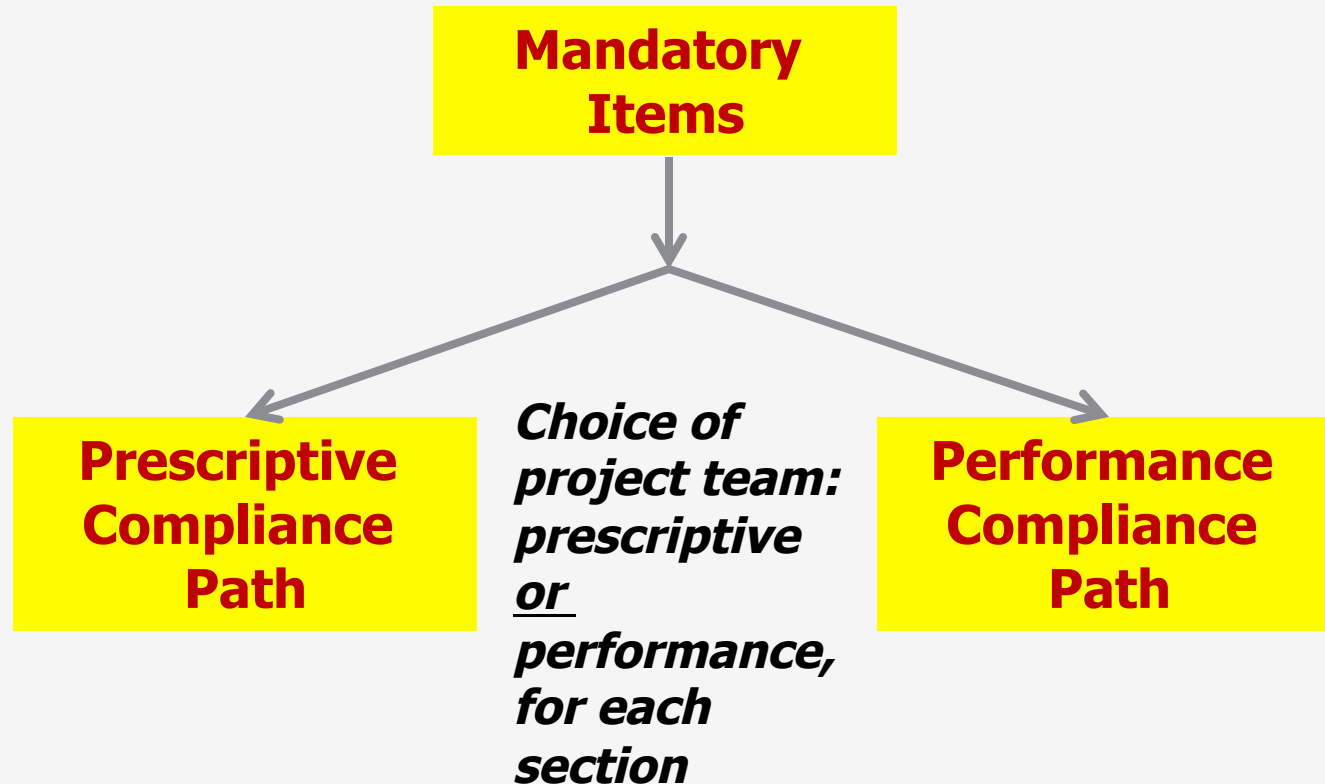 Mandatory
Items
Prescriptive
Compliance
Path
Choice of
project team:
prescriptive
or
performance,
for each
section
Performance
Compliance
Path